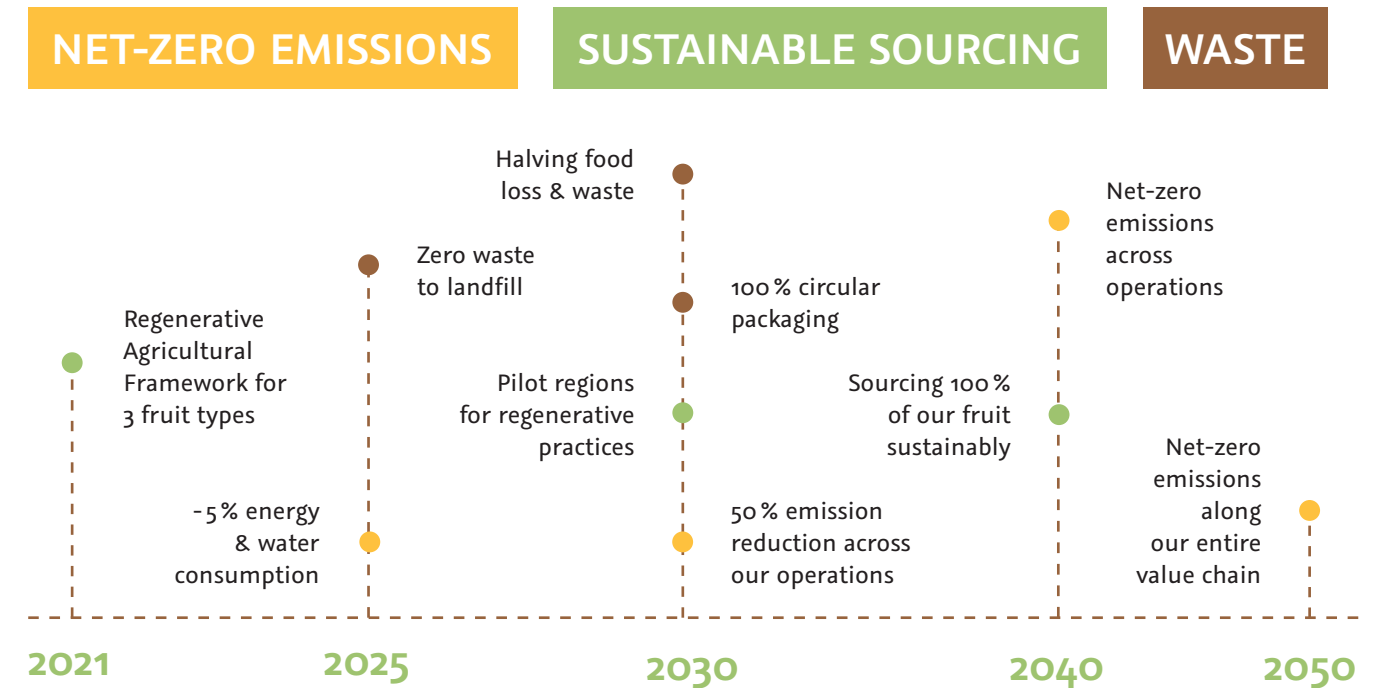 NET-ZERO EMISSIONS
SUSTAINABLE SOURCING
WASTE
Regenerative
Agricultural
Framework for
3 fruit types
Zero waste
to landfill
-5% energy
& water
consumption
Halving food
loss & waste
100% circular
packaging
Pilot regions
for regenerative
practices
50% emission
reduction across
our operations
Net-zero
emissions
across
operations
Sourcing 100%
of our fruit
sustainably
Net-zero
emissions
along
our entire
value chain
2021
2025
2030
2040
2050